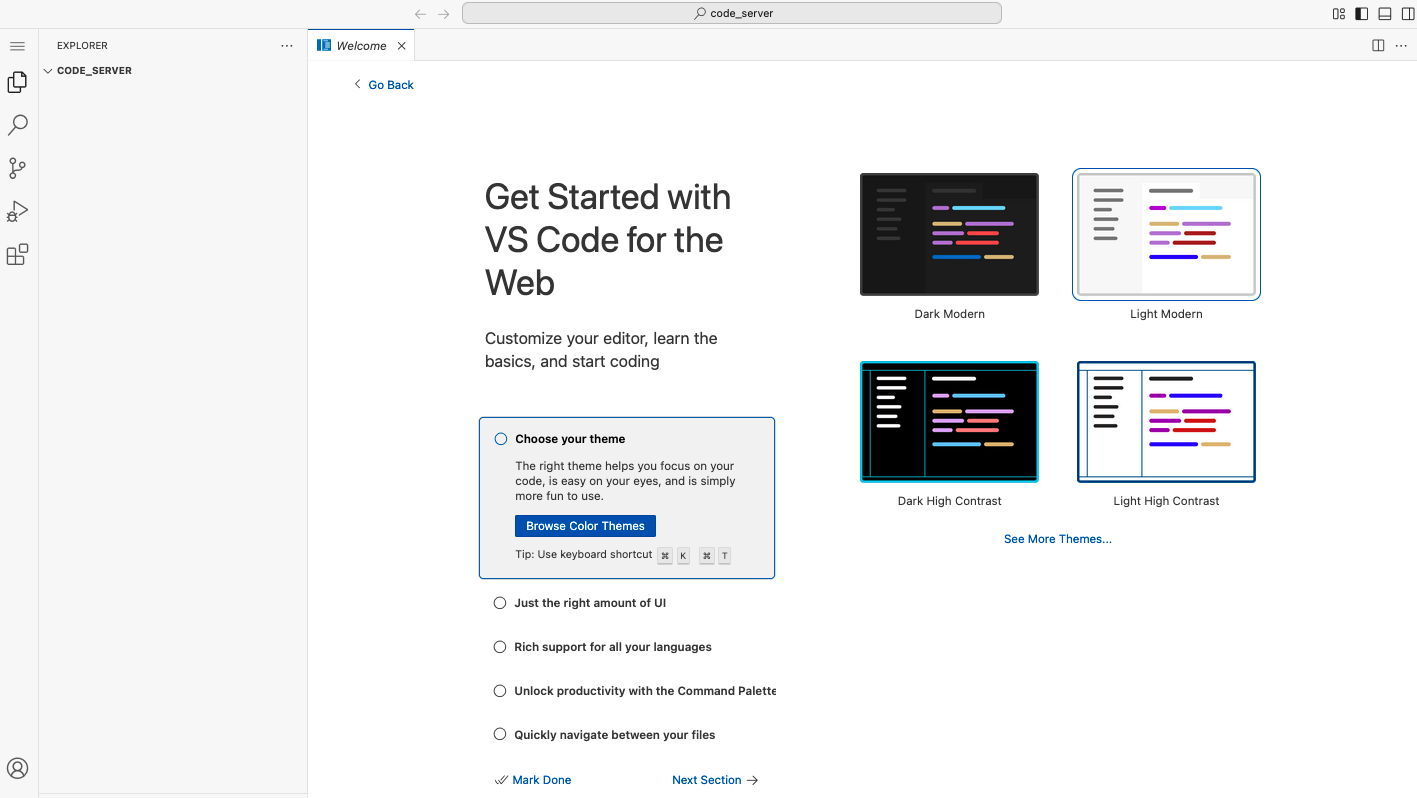 code_server
EXPLORER
Welcome
CODE_SERVER
Go Back
Get Started with
VS Code for the
Web
Customize your editor, learn the
basics, and start coding
Choose your theme
The right theme helps you focus on your
code, is easy on your eyes, and is simply
more fun to use.
Browse Color Themes
Tip: Use keyboard shortcut ⌘ K ⌘ T
Just the right amount of UI
Rich support for all your languages
Unlock productivity with the Command Palette
Quickly navigate between your files
Mark Done
Next Section
Dark Modern
Light Modern
Dark High Contrast
Light High Contrast
See More Themes...